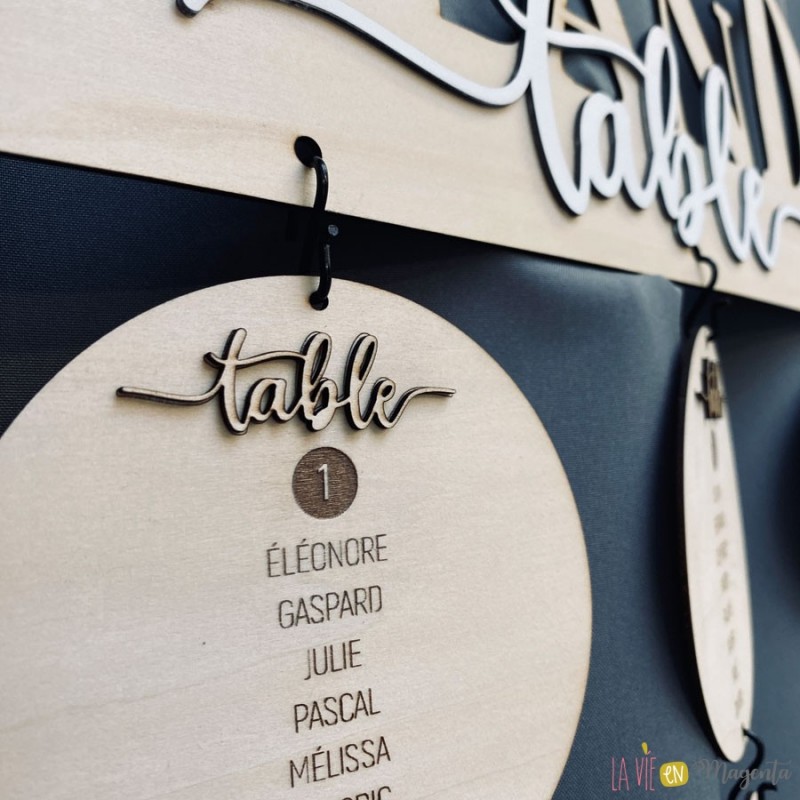 table
table
1
ÉLÉONORE
GASPARD
JULIE
PASCAL
MÉLISSA
LA VIE en Magenta